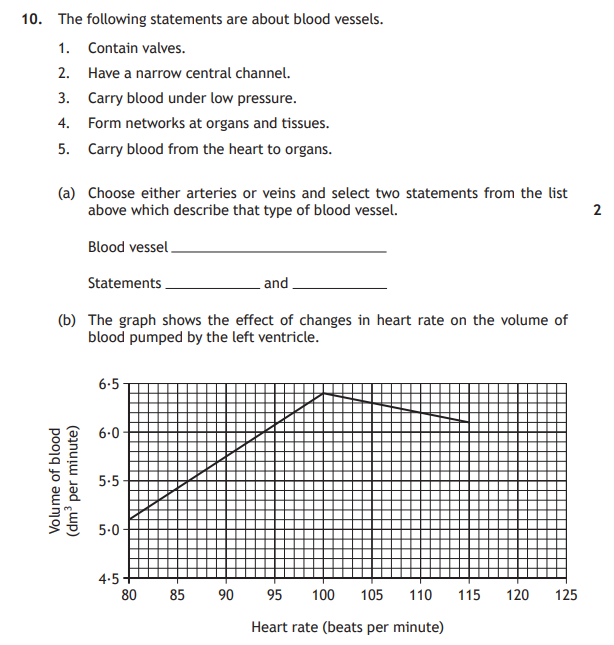 10. The following statements are about blood vessels.
1. Contain valves.
2. Have a narrow central channel.
3. Carry blood under low pressure.
4. Form networks at organs and tissues.
5. Carry blood from the heart to organs.
(a) Choose either arteries or veins and select two statements from the list
above which describe that type of blood vessel. 2
Blood vessel
Statements and
(b) The graph shows the effect of changes in heart rate on the volume of
blood pumped by the left ventricle.
Volume of blood
(dm³ per minute)
6·5
6·0
5·5
5·0
4·5
80 85 90 95 100 105 110 115 120 125
Heart rate (beats per minute)